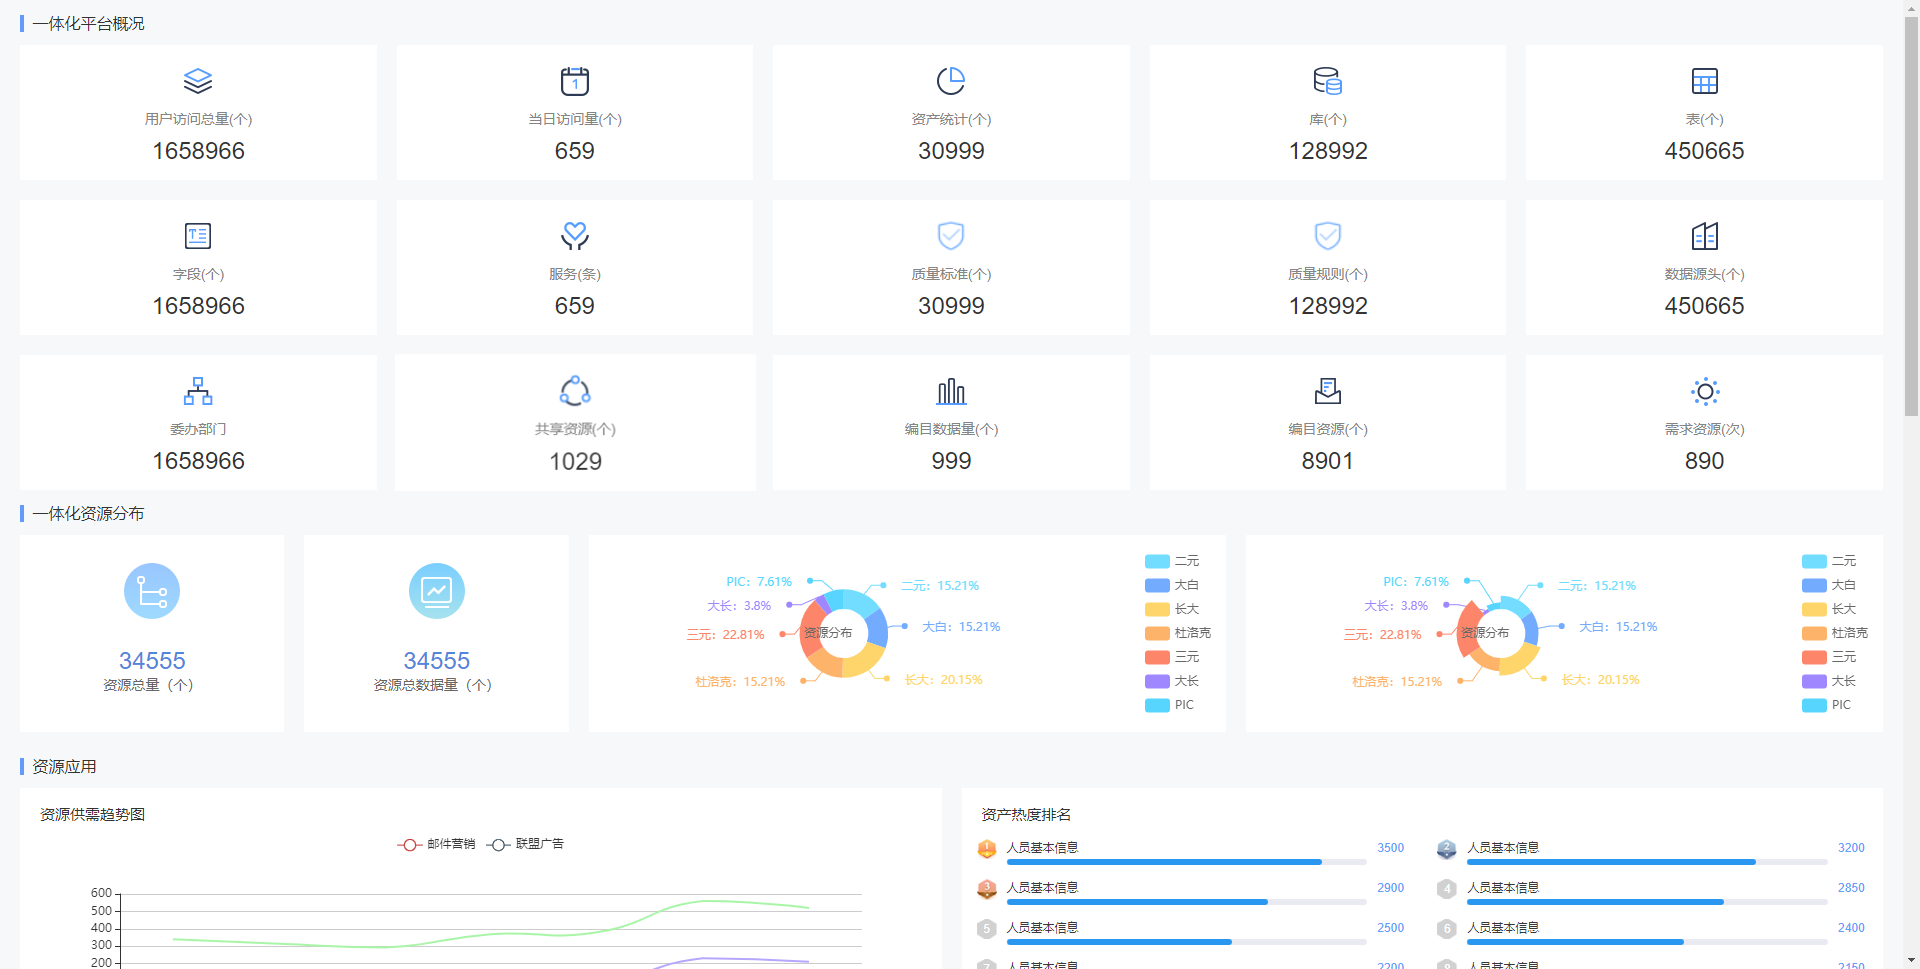 一体化平台概况
用户访问总量(个)
1658966
当日访问量(个)
659
资产统计(个)
30999
库(个)
128992
表(个)
450665
字段(个)
1658966
服务(条)
659
质量标准(个)
30999
质量规则(个)
128992
数据源头(个)
450665
委办部门
1658966
共享资源(个)
1029
编目数据量(个)
999
编目资源(个)
8901
需求资源(次)
890
一体化资源分布
34555
资源总量（个）
34555
资源总数据量（个）
PIC：7.61%
二元：15.21%
大长：3.8%
大白：15.21%
三元：22.81%
资源分布
杜洛克：15.21%
长大：20.15%
二元
大白
长大
杜洛克
三元
大长
PIC
PIC：7.61%
二元：15.21%
大长：3.8%
大白：15.21%
三元：22.81%
资源分布
杜洛克：15.21%
长大：20.15%
二元
大白
长大
杜洛克
三元
大长
PIC
资源应用
资源供需趋势图
邮件营销 联盟广告
600
500
400
300
200
资产热度排名
1 人员基本信息 3500
2 人员基本信息 3200
3 人员基本信息 2900
4 人员基本信息 2850
5 人员基本信息 2500
6 人员基本信息 2400
7 人员基本信息 2200
8 人员基本信息 2150